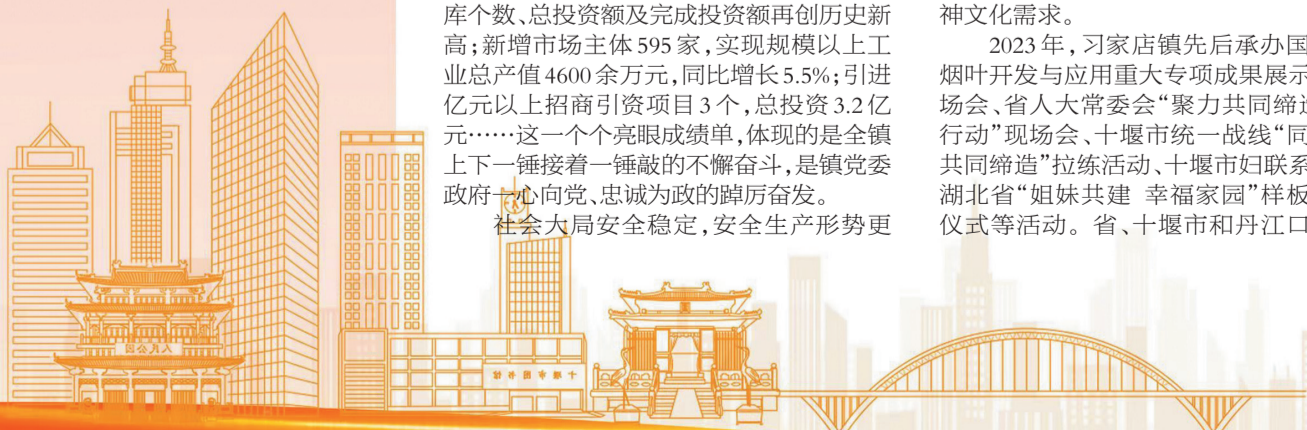 库个数、总投资额及完成投资额再创历史新
高;新增市场主体595家,实现规模以上工
业总产值4600余万元,同比增长5.5%;引进
亿元以上招商引资项目3个,总投资3.2亿
元……这一个个亮眼成绩单,体现的是全镇
上下一锤接着一锤敲的不懈奋斗,是镇党委
政府一心向党、忠诚为政的踔厉奋发。
社会大局安全稳定,安全生产形势更
神文化需求。
2023年,习家店镇先后承办国
烟叶开发与应用重大专项成果展示
场会、省人大常委会“聚力共同缔造
行动”现场会、十堰市统一战线“同
共同缔造”拉练活动、十堰市妇联系
湖北省“姐妹共建 幸福家园”样板
仪式等活动。省、十堰市和丹江口
人民公园